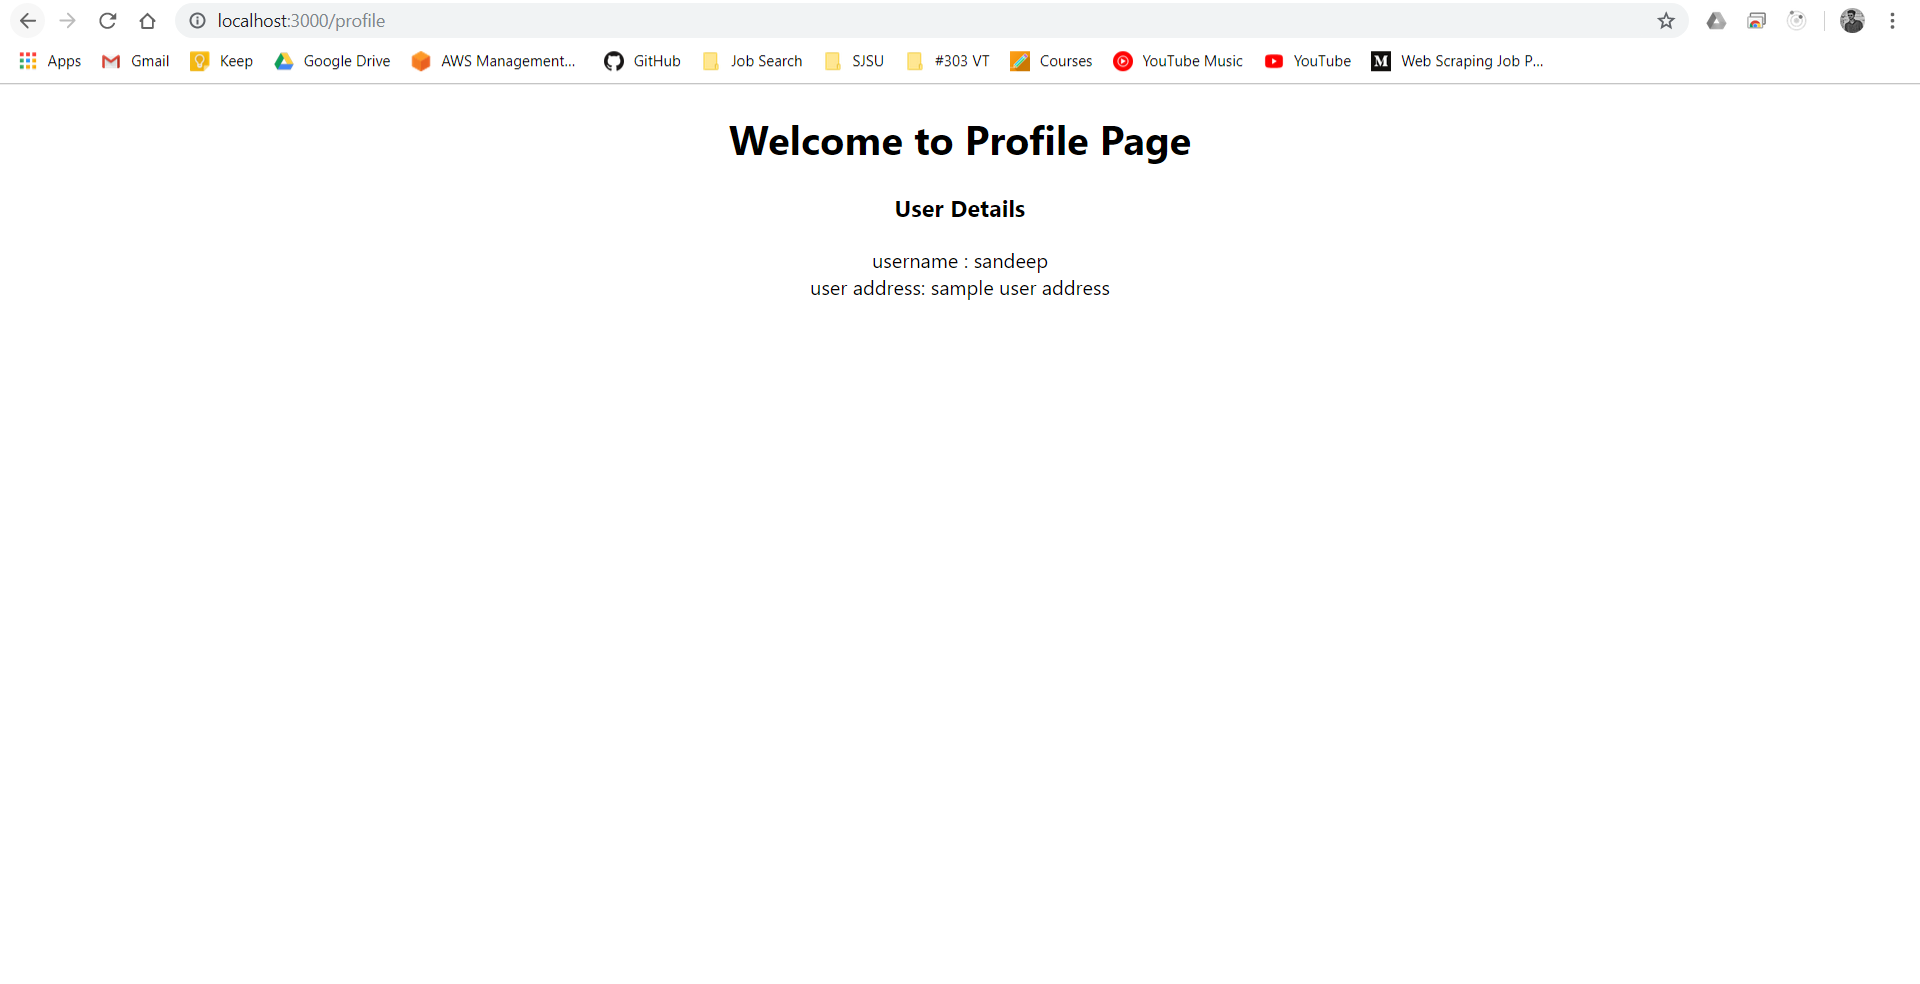 localhost:3000/profile
Apps Gmail Keep Google Drive AWS Management... GitHub Job Search SJSU #303 VT Courses YouTube Music YouTube M Web Scraping Job P...
Welcome to Profile Page
User Details
username : sandeep
user address: sample user address